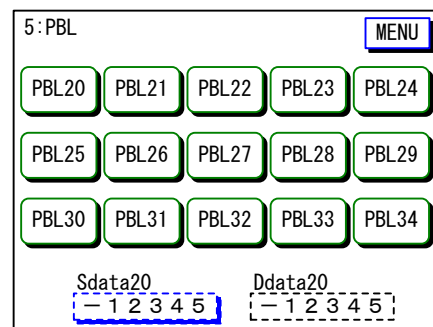 5:PBL MENU
PBL20 PBL21 PBL22 PBL23 PBL24
PBL25 PBL26 PBL27 PBL28 PBL29
PBL30 PBL31 PBL32 PBL33 PBL34
Sdata20 Ddata20
－１２３４５ －１２３４５